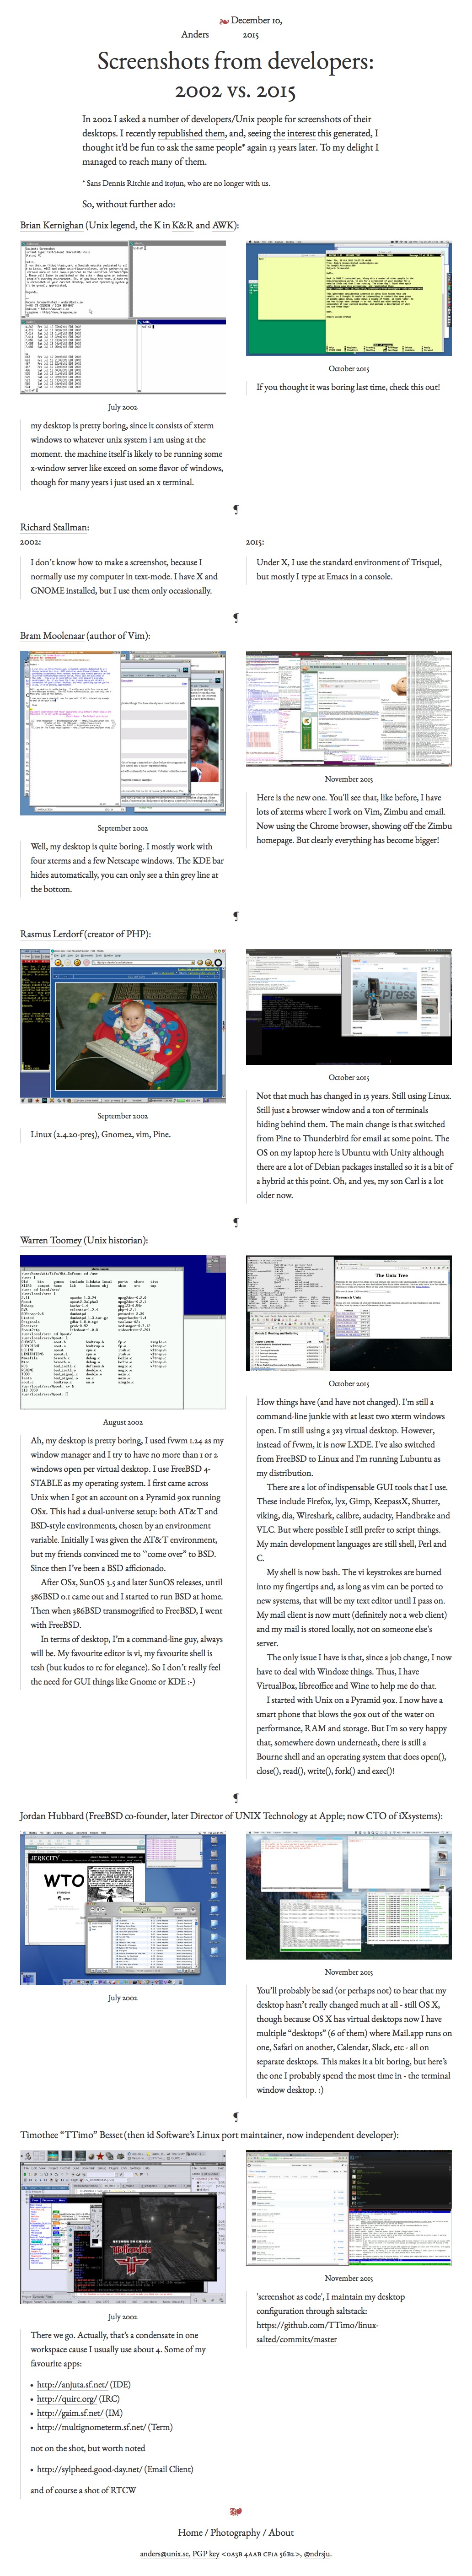 December 10,
Anders 2015
Screenshots from developers:
2002 vs. 2015
In 2002 I asked a number of developers/Unix people for screenshots of their
desktops. I recently republished them, and, seeing the interest this generated, I
thought it'd be fun to ask the same people* again 13 years later. To my delight I
managed to reach many of them.
* Sans Dennis Ritchie and itojun, who are no longer with us.
So, without further ado:
Brian Kernighan (Unix legend, the K in K&R and AWK):
July 2002
my desktop is pretty boring, since it consists of xterm
windows to whatever unix system i am using at the
moment. the machine itself is likely to be running some
x-window server like exceed on some flavor of windows,
though for many years i just used an x terminal.
October 2015
If you thought it was boring last time, check this out!
¶
Richard Stallman:
2002:
I don't know how to make a screenshot, because I
normally use my computer in text-mode. I have X and
GNOME installed, but I use them only occasionally.
2015:
Under X, I use the standard environment of Trisquel,
but mostly I type at Emacs in a console.
¶
Bram Moolenaar (author of Vim):
September 2002
Well, my desktop is quite boring. I mostly work with
four xterms and a few Netscape windows. The KDE bar
hides automatically, you can only see a thin grey line at
the bottom.
November 2015
Here is the new one. You'll see that, like before, I have
lots of xterms where I work on Vim, Zimbu and email.
Now using the Chrome browser, showing off the Zimbu
homepage. But clearly everything has become bigger!
¶
Rasmus Lerdorf (creator of PHP):
September 2002
Linux (2.4.20-pre5), Gnome2, vim, Pine.
October 2015
Not that much has changed in 13 years. Still using Linux.
Still just a browser window and a ton of terminals
hiding behind them. The main change is that switched
from Pine to Thunderbird for email at some point. The
OS on my laptop here is Ubuntu with Unity although
there are a lot of Debian packages installed so it is a bit of
a hybrid at this point. Oh, and yes, my son Carl is a lot
older now.
¶
Warren Toomey (Unix historian):
August 2002
Ah, my desktop is pretty boring, I used fvwm 1.24 as my
window manager and I try to have no more than 1 or 2
windows open per virtual desktop. I use FreeBSD 4-
STABLE as my operating system. I first came across
Unix when I got an account on a Pyramid 90x running
OSx. This had a dual-universe setup: both AT&T and
BSD-style environments, chosen by an environment
variable. Initially I was given the AT&T environment,
but my friends convinced me to ``come over'' to BSD.
Since then I've been a BSD afficionado.
After OSx, SunOS 3.5 and later SunOS releases, until
386BSD 0.1 came out and I started to run BSD at home.
Then when 386BSD transmogrified to FreeBSD, I went
with FreeBSD.
In terms of desktop, I'm a command-line guy, always
will be. My favourite editor is vi, my favourite shell is
tcsh (but kudos to rc for elegance). So I don't really feel
the need for GUI things like Gnome or KDE :-)
The Unix Tree
October 2015
How things have (and have not changed). I'm still a
command-line junkie with at least two xterm windows
open. I'm still using a 3x3 virtual desktop. However,
instead of fvwm, it is now LXDE. I've also switched
from FreeBSD to Linux and I'm running Lubuntu as
my distribution.
There are a lot of indispensable GUI tools that I use.
These include Firefox, lyx, Gimp, KeepassX, Shutter,
viking, dia, Wireshark, calibre, audacity, Handbrake and
VLC. But where possible I still prefer to script things.
My main development languages are still shell, Perl and
C.
My shell is now bash. The vi keystrokes are burned
into my fingertips and, as long as vim can be ported to
new systems, that will be my text editor until I pass on.
My mail client is now mutt (definitely not a web client)
and my mail is stored locally, not on someone else's
server.
The only issue I have is that, since a job change, I now
have to deal with Windoze things. Thus, I have
VirtualBox, libreoffice and Wine to help me do that.
I started with Unix on a Pyramid 90x. I now have a
smart phone that blows the 90x out of the water on
performance, RAM and storage. But I'm so very happy
that, somewhere down underneath, there is still a
Bourne shell and an operating system that does open(),
close(), read(), write(), fork() and exec()!
¶
Jordan Hubbard (FreeBSD co-founder, later Director of UNIX Technology at Apple; now CTO of iXsystems):
JERKCITY
WTO
July 2002
November 2015
You'll probably be sad (or perhaps not) to hear that my
desktop hasn't really changed much at all - still OS X,
though because OS X has virtual desktops now I have
multiple “desktops” (6 of them) where Mail.app runs on
one, Safari on another, Calendar, Slack, etc - all on
separate desktops. This makes it a bit boring, but here's
the one I probably spend the most time in - the terminal
window desktop. :)
¶
Timothee “TTimo” Besset (then id Software's Linux port maintainer, now independent developer):
July 2002
There we go. Actually, that's a condensate in one
workspace cause I usually use about 4. Some of my
favourite apps:
• http://anjuta.sf.net/ (IDE)
• http://quirc.org/ (IRC)
• http://gaim.sf.net/ (IM)
• http://multignometerm.sf.net/ (Term)
not on the shot, but worth noted
• http://sylpheed.good-day.net/ (Email Client)
and of course a shot of RTCW
November 2015
'screenshot as code', I maintain my desktop
configuration through saltstack:
https://github.com/TTimo/linux-
salted/commits/master
Home / Photography / About
anders@unix.se, PGP key <0A5B 4AAB CF1A 56B2>, @ndrsju.